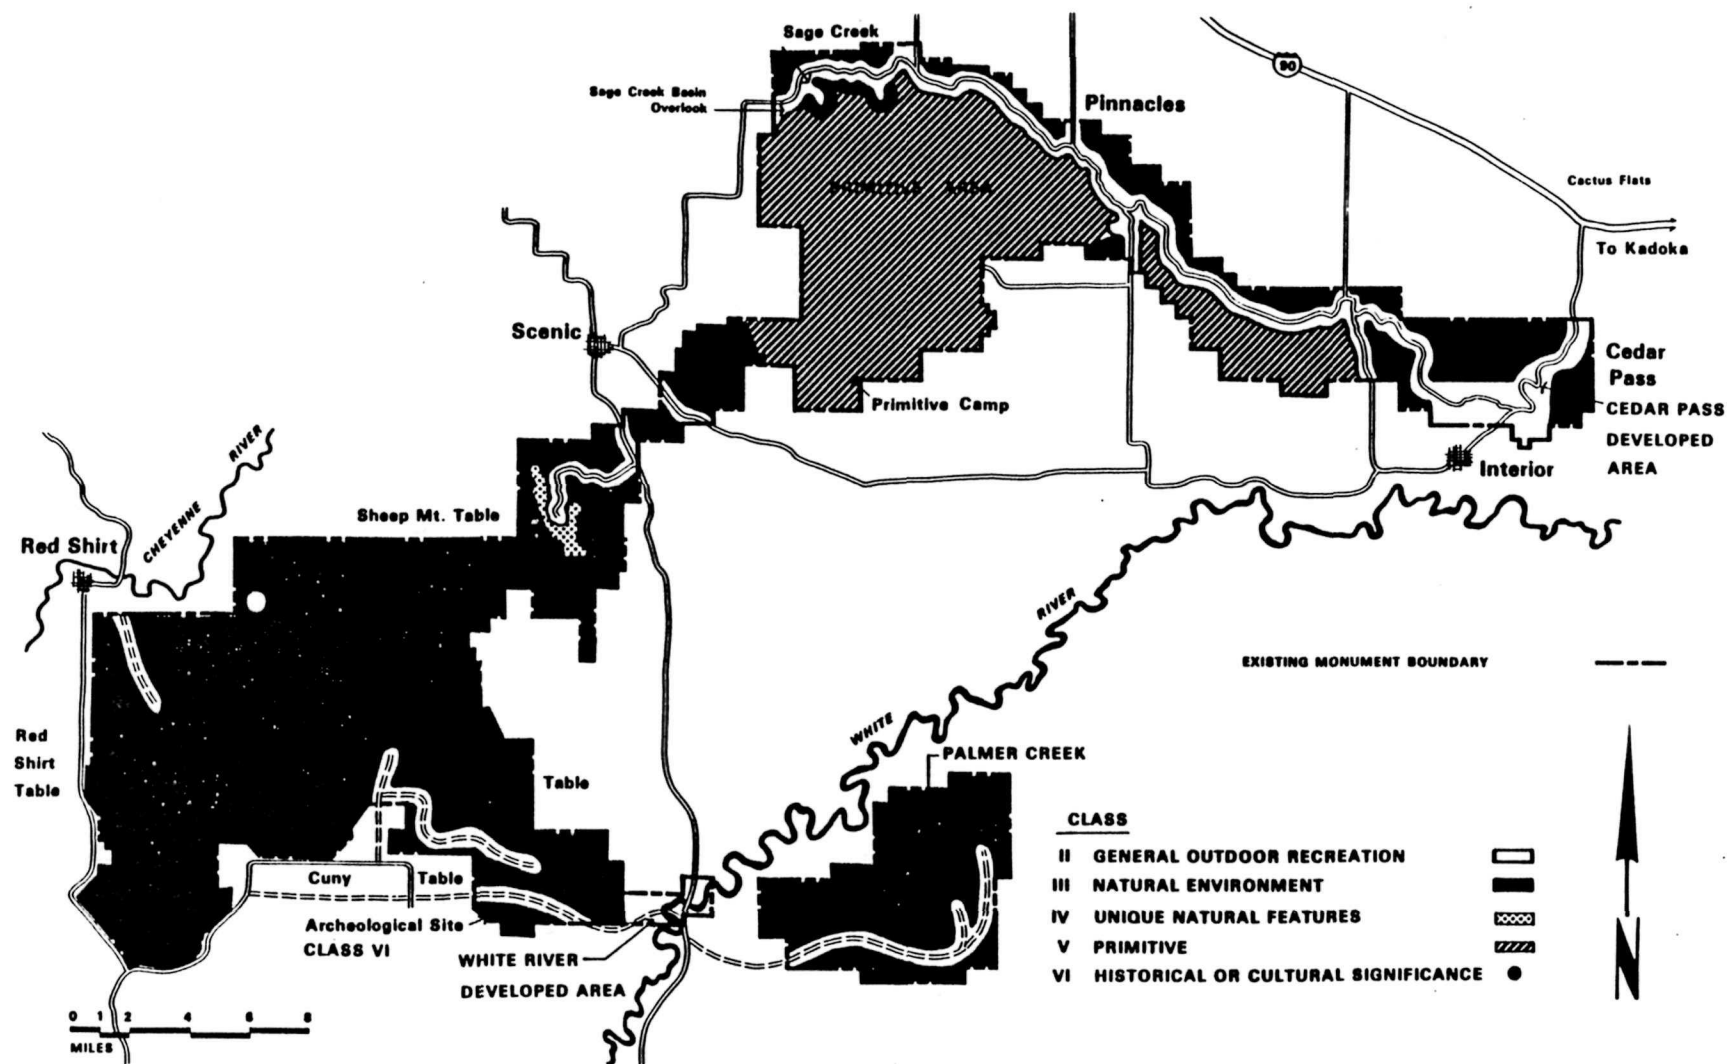 Sage Creek
Sage Creek Basin
Overlook
Pinnacles
90
Cactus Flats
To Kadoka
PRIMITIVE AREA
Scenic
Primitive Camp
Cedar
Pass
CEDAR PASS
DEVELOPED
AREA
Interior
Sheep Mt. Table
Red Shirt
CHEYENNE
RIVER
RIVER
WHITE
EXISTING MONUMENT BOUNDARY
Red
Shirt
Table
Table
PALMER CREEK
Cuny Table
Archeological Site
CLASS VI
WHITE RIVER
DEVELOPED AREA
CLASS
II GENERAL OUTDOOR RECREATION
III NATURAL ENVIRONMENT
IV UNIQUE NATURAL FEATURES
V PRIMITIVE
VI HISTORICAL OR CULTURAL SIGNIFICANCE
N
0 1 2 4 6 8
MILES